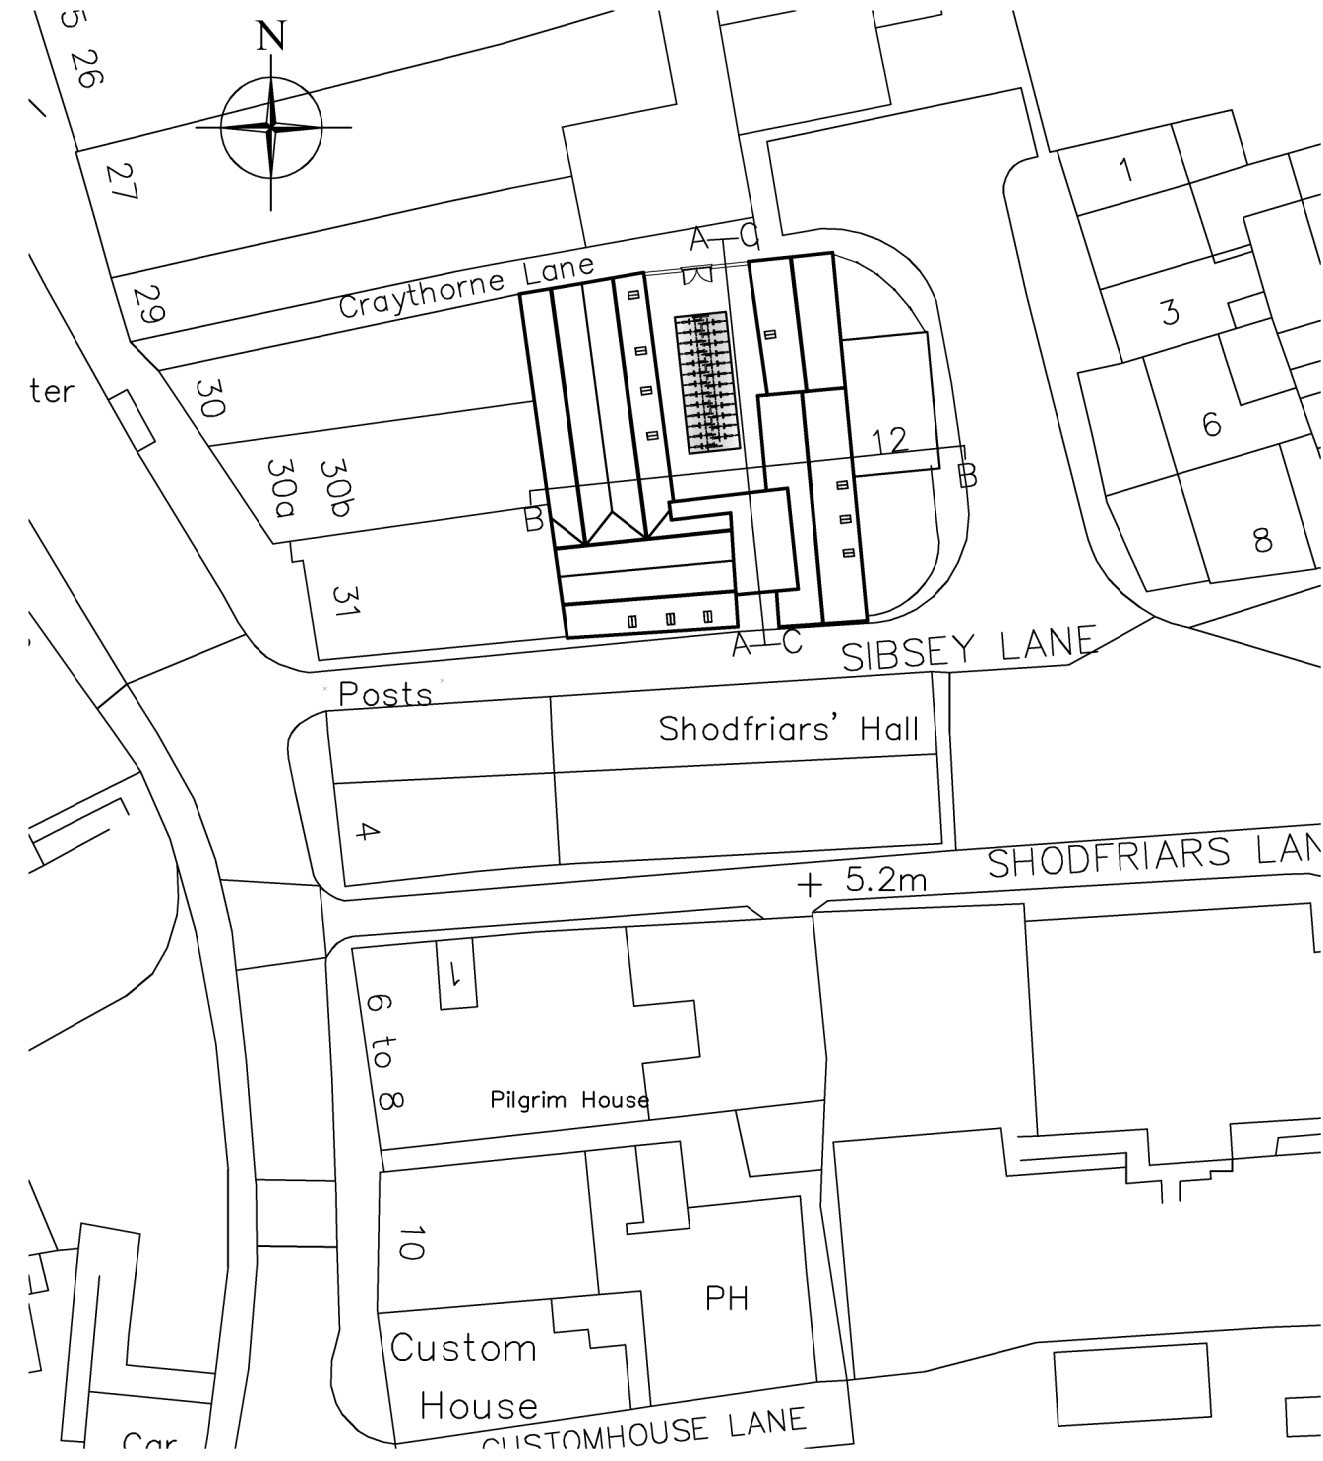 5
26
N
27
1
29
A
C
Craythorne Lane
3
ter
30
6
12
30a
30b
B
B
8
31
A
C
SIBSEY LANE
Posts
Shodfriars' Hall
4
SHODFRIARS LAN
+ 5.2m
1
6 to 8
Pilgrim House
10
PH
Custom
House
CUSTOMHOUSE LANE
Car